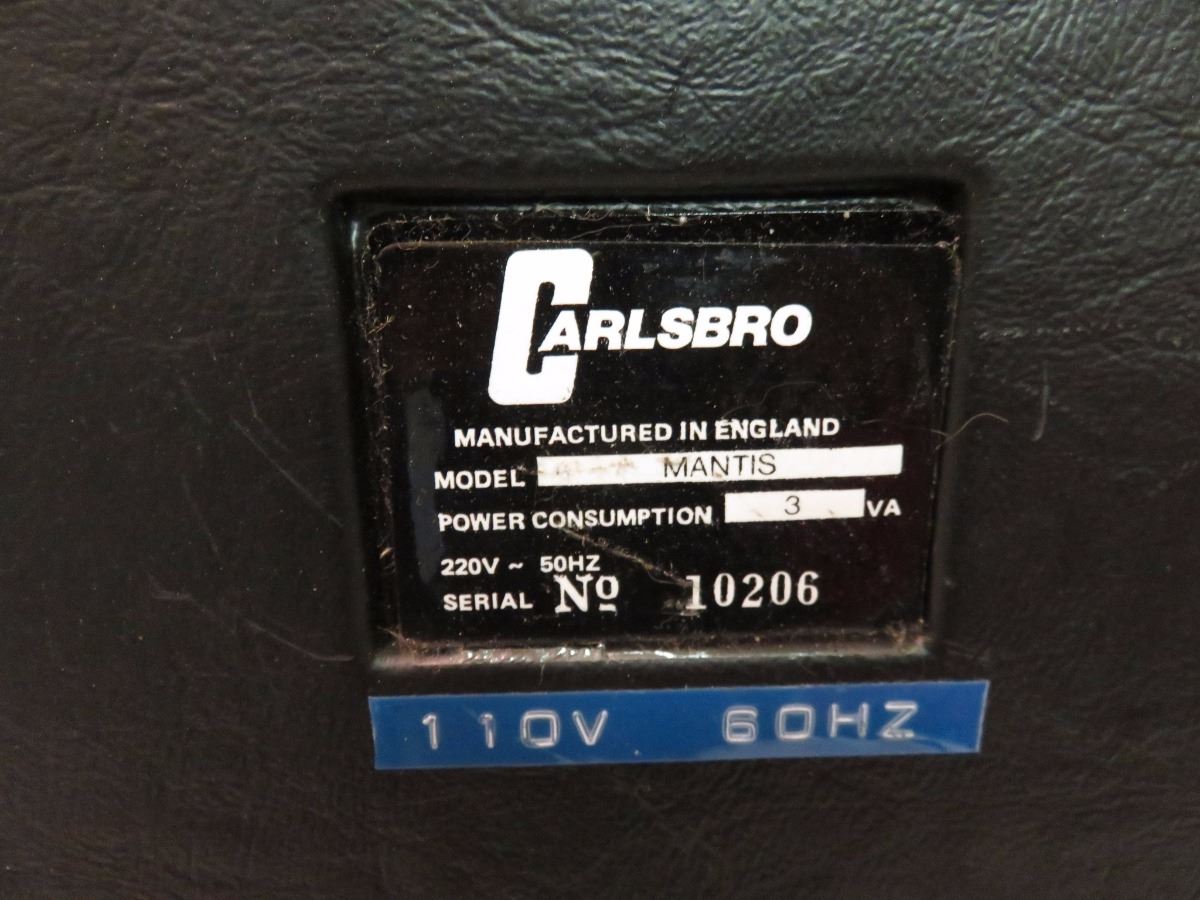 CARLSBRO
MANUFACTURED IN ENGLAND
MODEL MANTIS
POWER CONSUMPTION 3 VA
220V ~ 50HZ
SERIAL Nº 10206
110V 60HZ